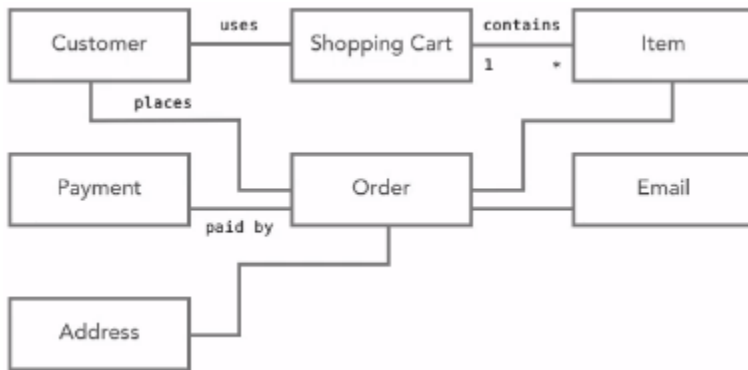 Customer
uses
Shopping Cart
contains
Item
1
*
places
Payment
Order
Email
paid by
Address